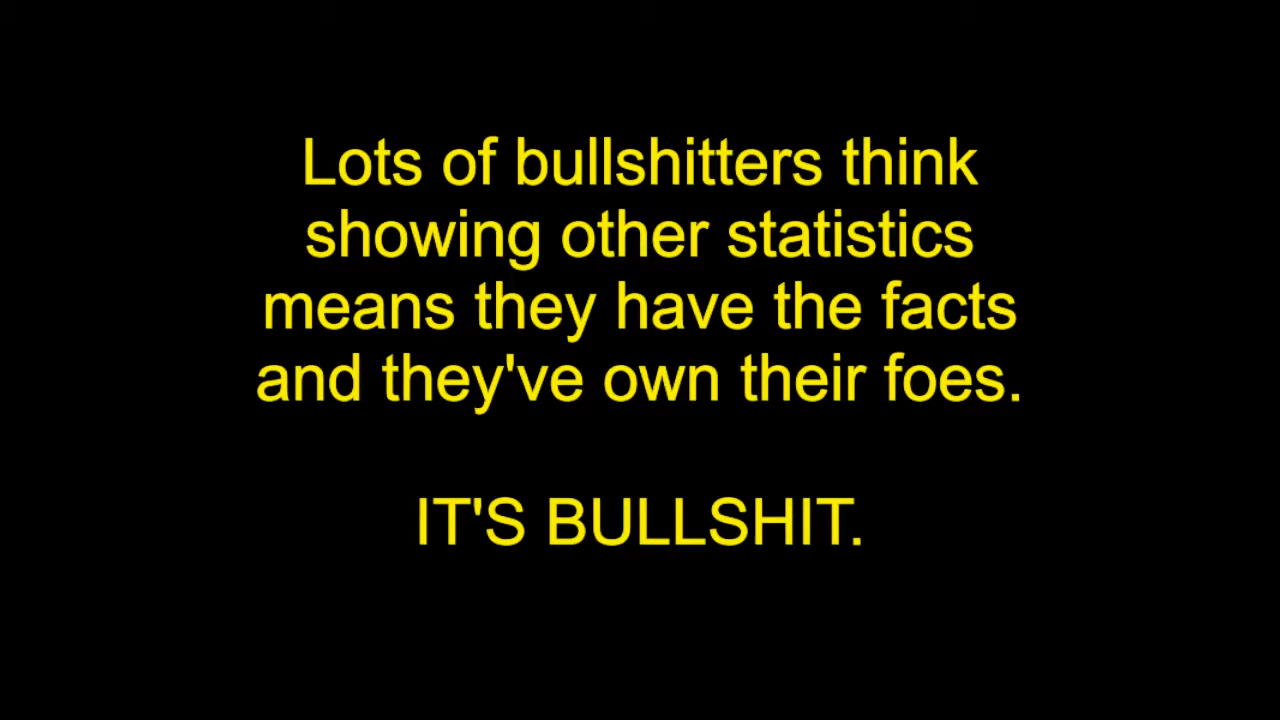 Lots of bullshitters think
showing other statistics
means they have the facts
and they've own their foes.
IT'S BULLSHIT.